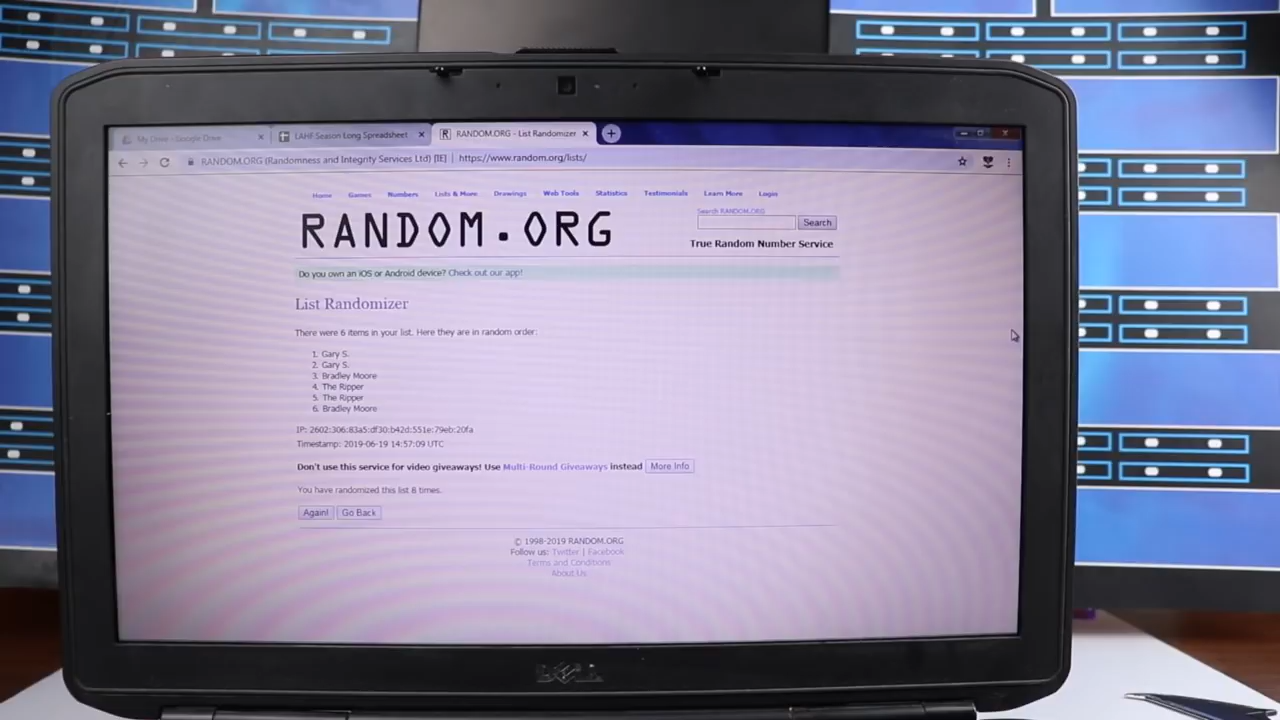 My Drive - Google Drive
LAHF Season Long Spreadsheet
RANDOM.ORG - List Randomizer
RANDOM.ORG (Randomness and Integrity Services Ltd) [IE] | https://www.random.org/lists/
Home Games Numbers Lists & More Drawings Web Tools Statistics Testimonials Learn More Login
RANDOM.ORG
Search RANDOM.ORG
Search
True Random Number Service
Do you own an iOS or Android device? Check out our app!
List Randomizer
There were 6 items in your list. Here they are in random order:
1. Gary S.
2. Gary S.
3. Bradley Moore
4. The Ripper
5. The Ripper
6. Bradley Moore
IP: 2602:306:83a5:df30:b42d:551e:79eb:20fa
Timestamp: 2019-06-19 14:57:09 UTC
Don't use this service for video giveaways! Use Multi-Round Giveaways instead More Info
You have randomized this list 8 times.
Again! Go Back
© 1998-2019 RANDOM.ORG
Follow us: Twitter | Facebook
Terms and Conditions
About Us
DELL